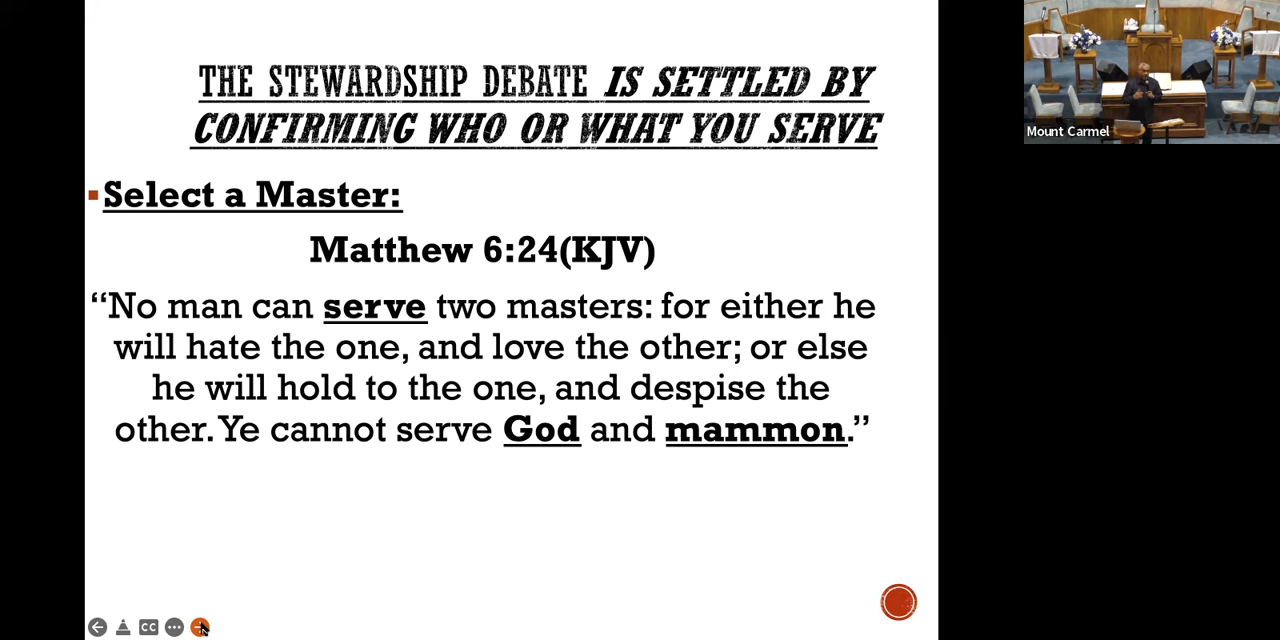 THE STEWARDSHIP DEBATE IS SETTLED BY
CONFIRMING WHO OR WHAT YOU SERVE
Select a Master:
Matthew 6:24(KJV)
“No man can serve two masters: for either he
will hate the one, and love the other; or else
he will hold to the one, and despise the
other. Ye cannot serve God and mammon.”
Mount Carmel
CC